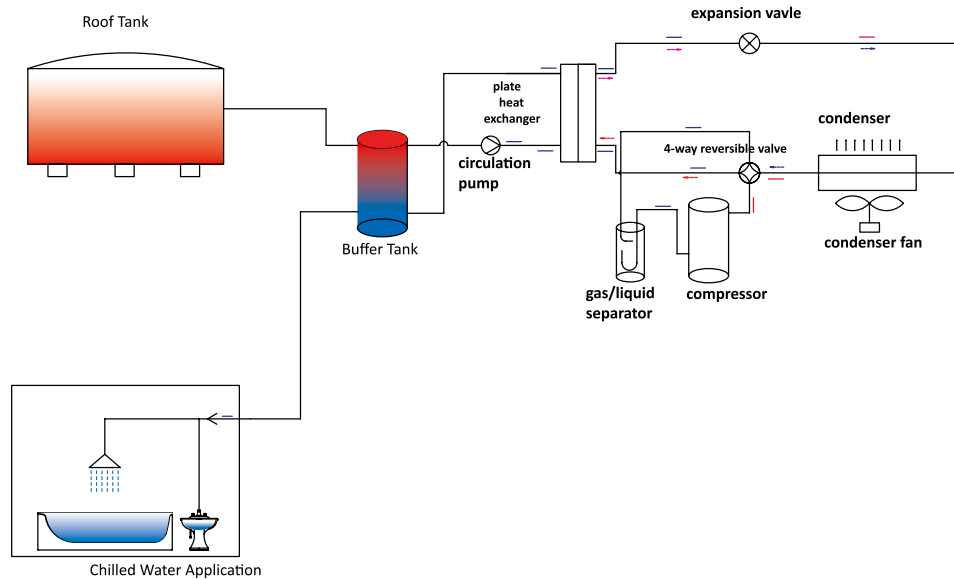 Roof Tank
expansion vavle
plate
heat
exchanger
condenser
4-way reversible valve
circulation
pump
Buffer Tank
condenser fan
gas/liquid
separator
compressor
Chilled Water Application